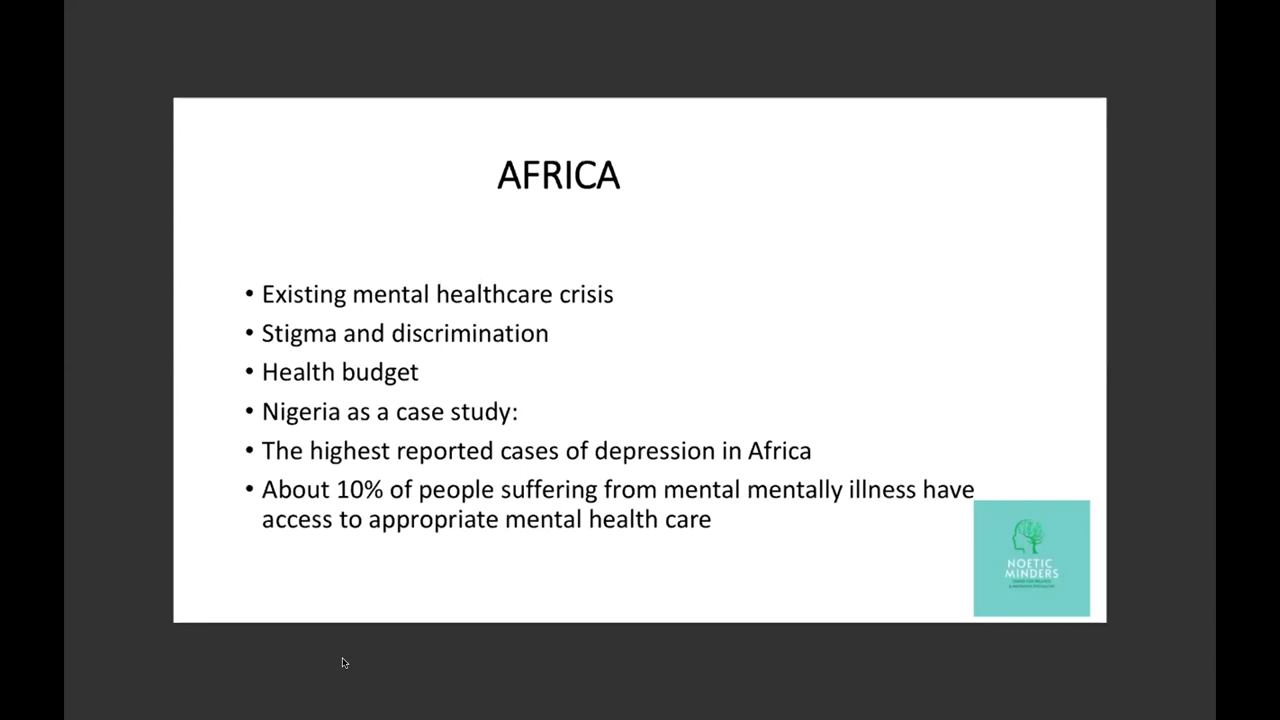 AFRICA
• Existing mental healthcare crisis
• Stigma and discrimination
• Health budget
• Nigeria as a case study:
• The highest reported cases of depression in Africa
• About 10% of people suffering from mental mentally illness have
access to appropriate mental health care
NOETIC
MINDERS